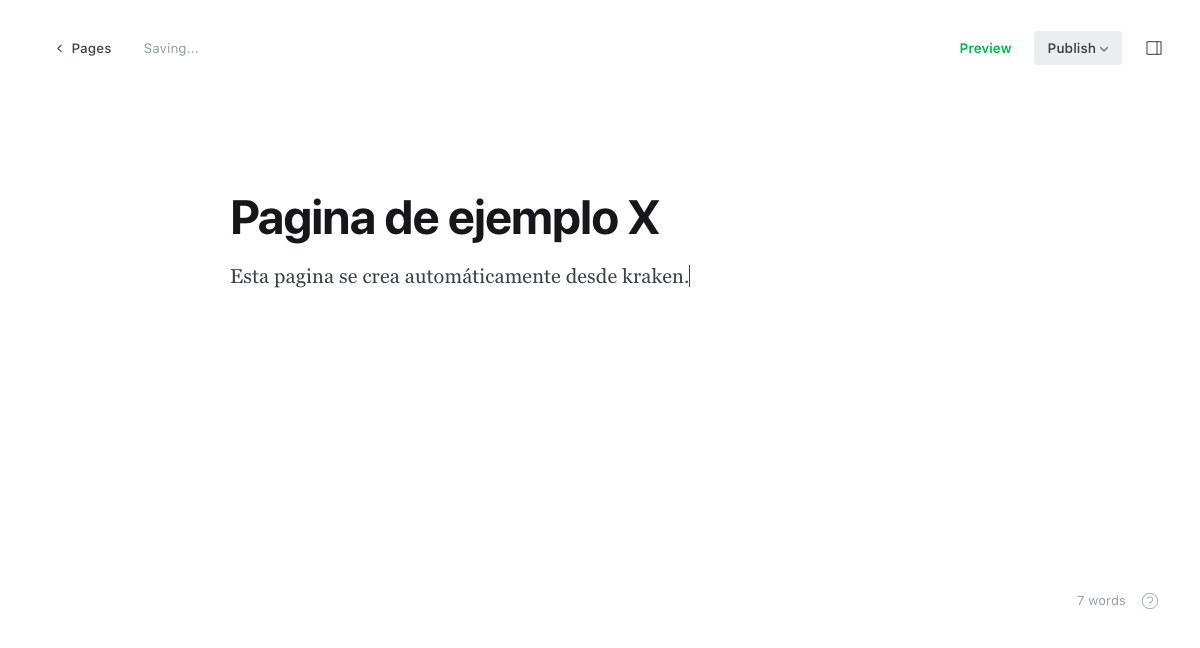 Pages
Saving...
Preview
Publish
Pagina de ejemplo X
Esta pagina se crea automáticamente desde kraken.
7 words
?